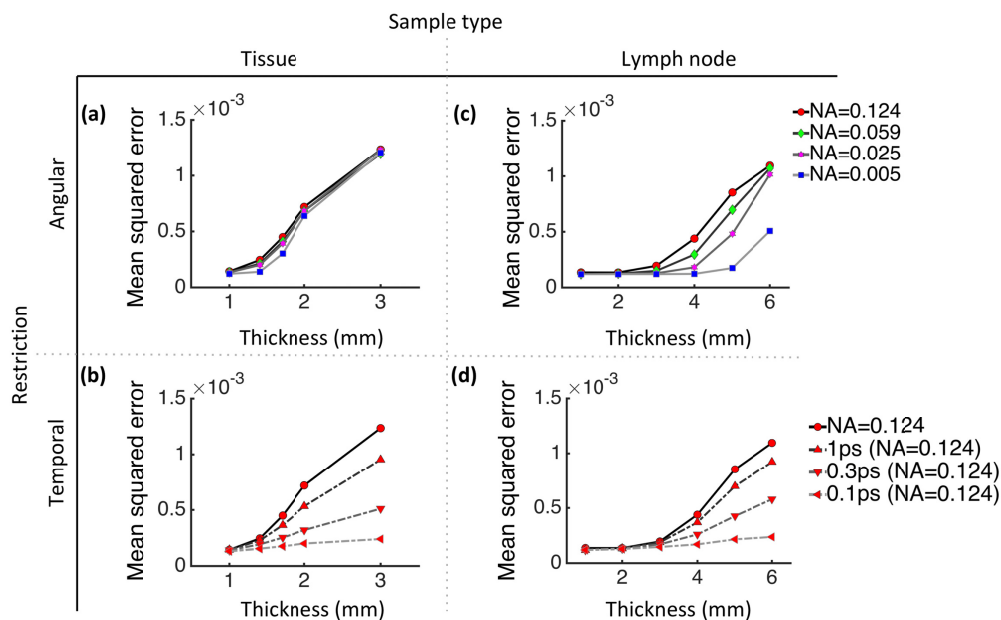 Sample type
Tissue
Lymph node
Restriction
Angular
Temporal
(a)
×10⁻³
1.5
1
0.5
0
Mean squared error
1 2 3
Thickness (mm)
(c)
×10⁻³
1.5
1
0.5
0
Mean squared error
2 4 6
Thickness (mm)
NA=0.124
NA=0.059
NA=0.025
NA=0.005
(b)
×10⁻³
1.5
1
0.5
0
Mean squared error
1 2 3
Thickness (mm)
(d)
×10⁻³
1.5
1
0.5
0
Mean squared error
2 4 6
Thickness (mm)
NA=0.124
1ps (NA=0.124)
0.3ps (NA=0.124)
0.1ps (NA=0.124)